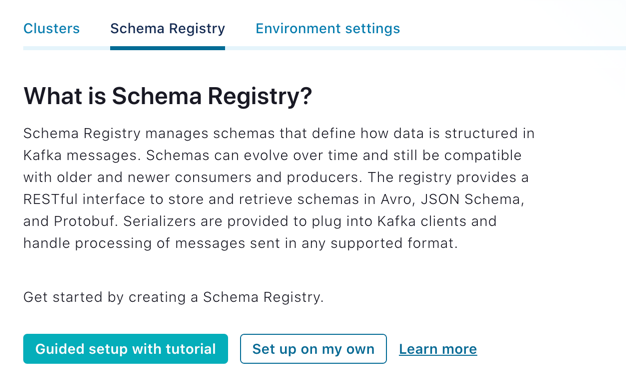 Clusters Schema Registry Environment settings
What is Schema Registry?
Schema Registry manages schemas that define how data is structured in
Kafka messages. Schemas can evolve over time and still be compatible
with older and newer consumers and producers. The registry provides a
RESTful interface to store and retrieve schemas in Avro, JSON Schema,
and Protobuf. Serializers are provided to plug into Kafka clients and
handle processing of messages sent in any supported format.
Get started by creating a Schema Registry.
Guided setup with tutorial Set up on my own Learn more